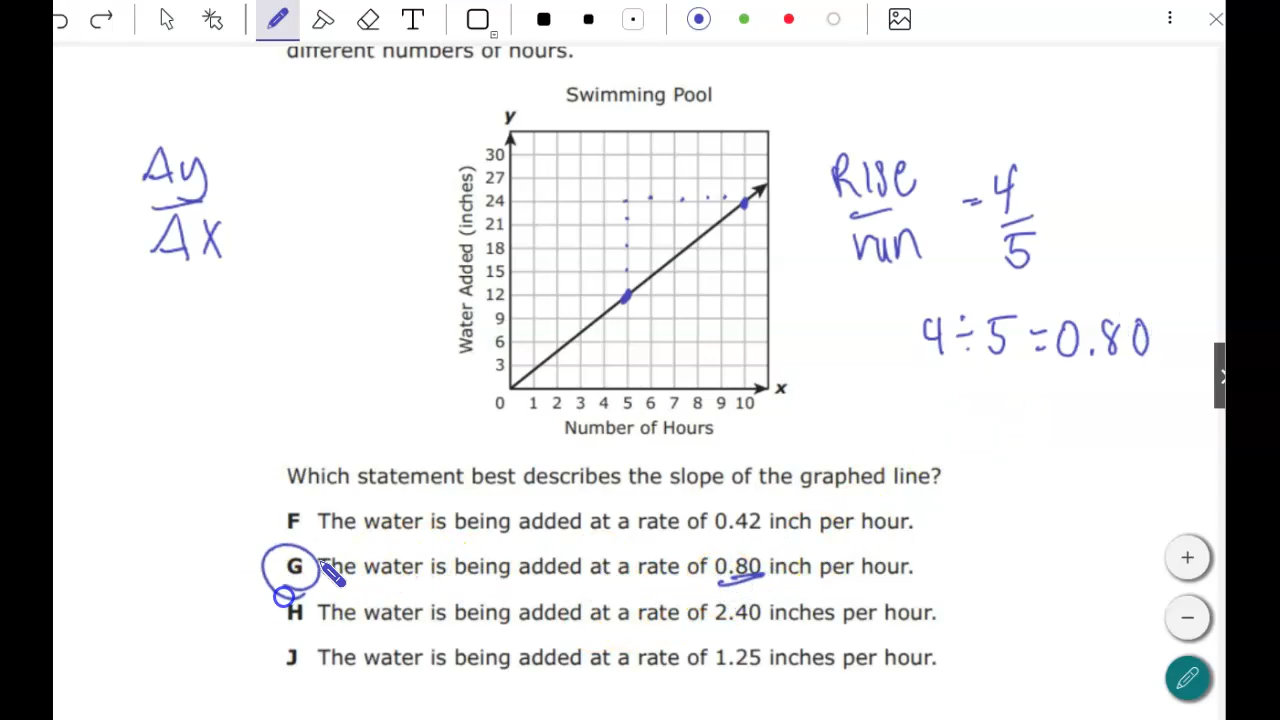 T
different numbers of hours.
Swimming Pool
y
30
27
24
21
18
15
12
9
6
3
0 1 2 3 4 5 6 7 8 9 10
x
Water Added (inches)
Number of Hours
Δy
Δx
Rise
run
= 4
5
4 ÷ 5 = 0.80
Which statement best describes the slope of the graphed line?
F The water is being added at a rate of 0.42 inch per hour.
G The water is being added at a rate of 0.80 inch per hour.
H The water is being added at a rate of 2.40 inches per hour.
J The water is being added at a rate of 1.25 inches per hour.